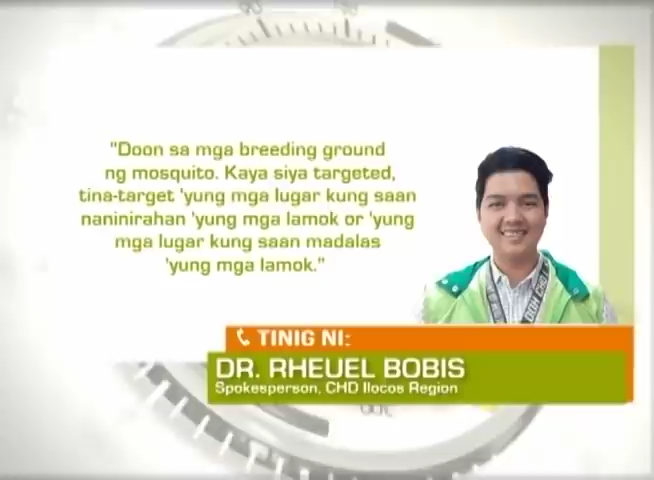 "Doon sa mga breeding ground
ng mosquito. Kaya siya targeted,
tina-target 'yung mga lugar kung saan
naninirahan 'yung mga lamok or 'yung
mga lugar kung saan madalas
'yung mga lamok."
TINIG NI:
DR. RHEUEL BOBIS
Spokesperson, CHD Ilocos Region